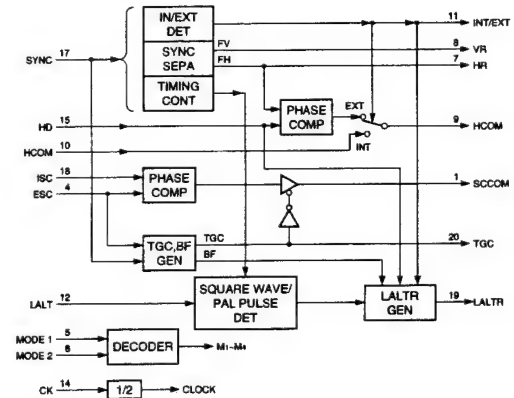 IN/EXT
DET
SYNC
SEPA
TIMING
CONT
17
SYNC
FV
FH
11
INT/EXT
8
VR
7
HR
15
HD
PHASE
COMP
EXT
INT
9
HCOM
10
HCOM
18
ISC
4
ESC
PHASE
COMP
1
SCCOM
TGC,BF
GEN
TGC
BF
20
TGC
12
LALT
SQUARE WAVE/
PAL PULSE
DET
LALTR
GEN
19
LALTR
5
MODE 1
6
MODE 2
DECODER
M1~M4
14
CK
1/2
CLOCK